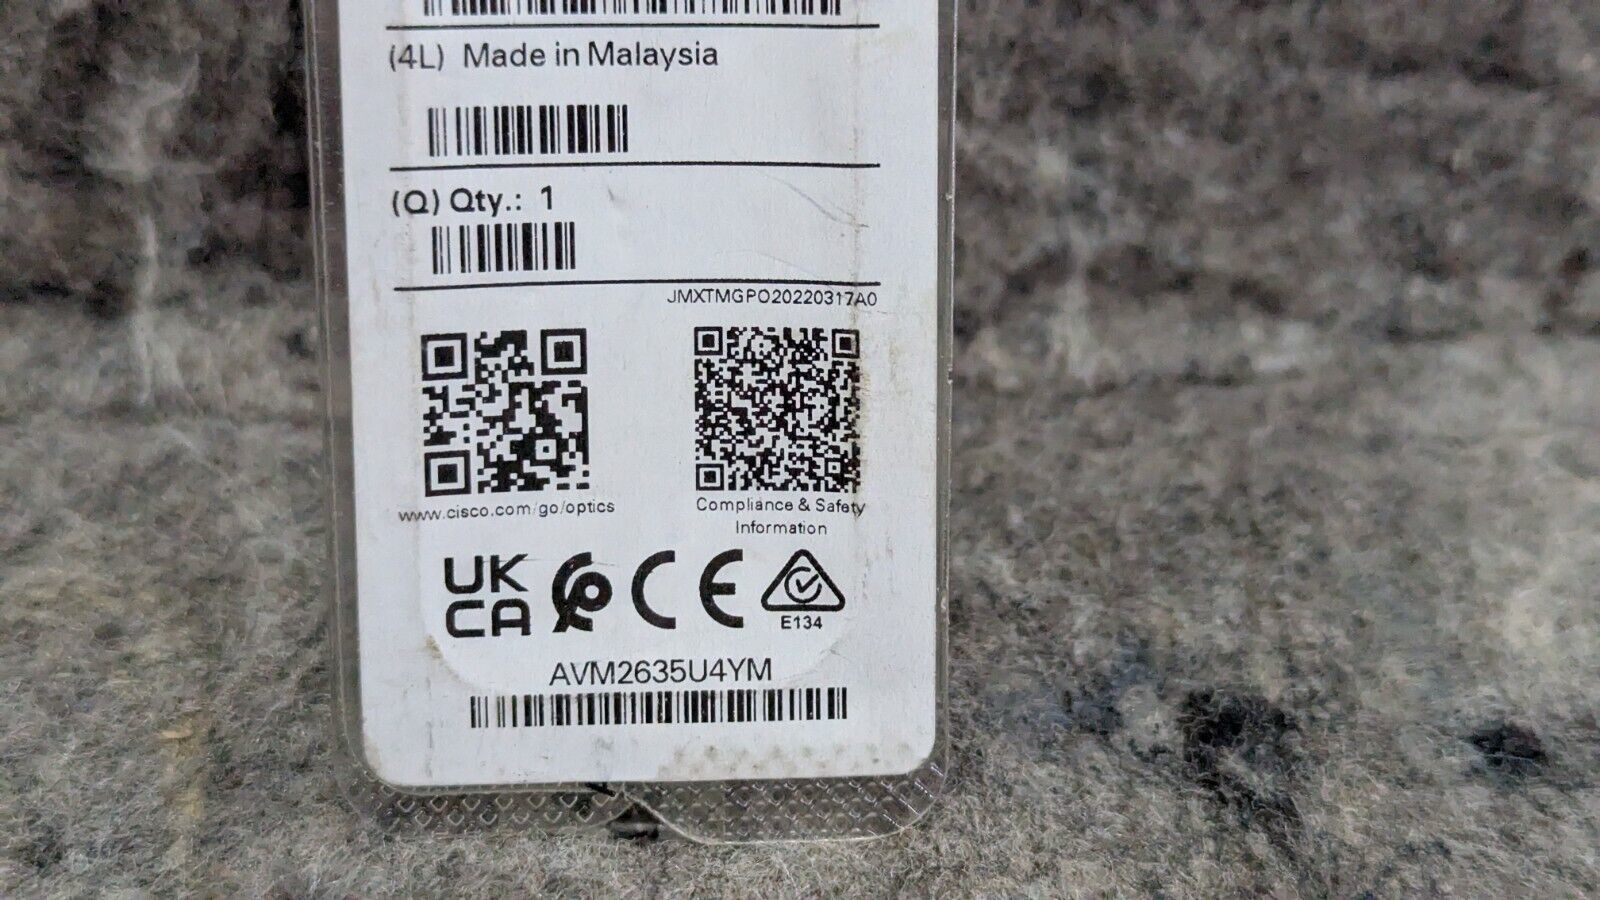 (4L) Made in Malaysia
(Q) Qty.: 1
JMXTMGPO20220317A0
www.cisco.com/go/optics
Compliance & Safety
Information
UK
CA
CE
E134
AVM2635U4YM